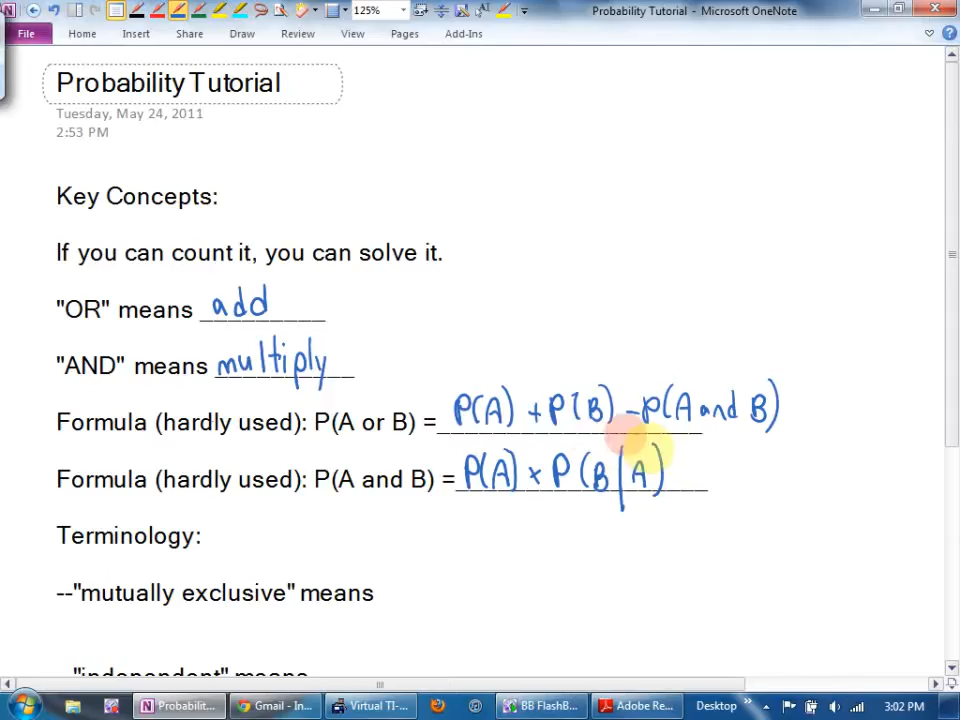 125%
Probability Tutorial - Microsoft OneNote
File Home Insert Share Draw Review View Pages Add-Ins
Probability Tutorial
Tuesday, May 24, 2011
2:53 PM
Key Concepts:
If you can count it, you can solve it.
"OR" means add
"AND" means multiply
Formula (hardly used): P(A or B) = P(A) + P(B) - P(A and B)
Formula (hardly used): P(A and B) = P(A) x P(B|A)
Terminology:
--"mutually exclusive" means
--"independent" means
Probabilit... Gmail - In... Virtual TI-... BB FlashB... Adobe Re... Desktop 3:02 PM